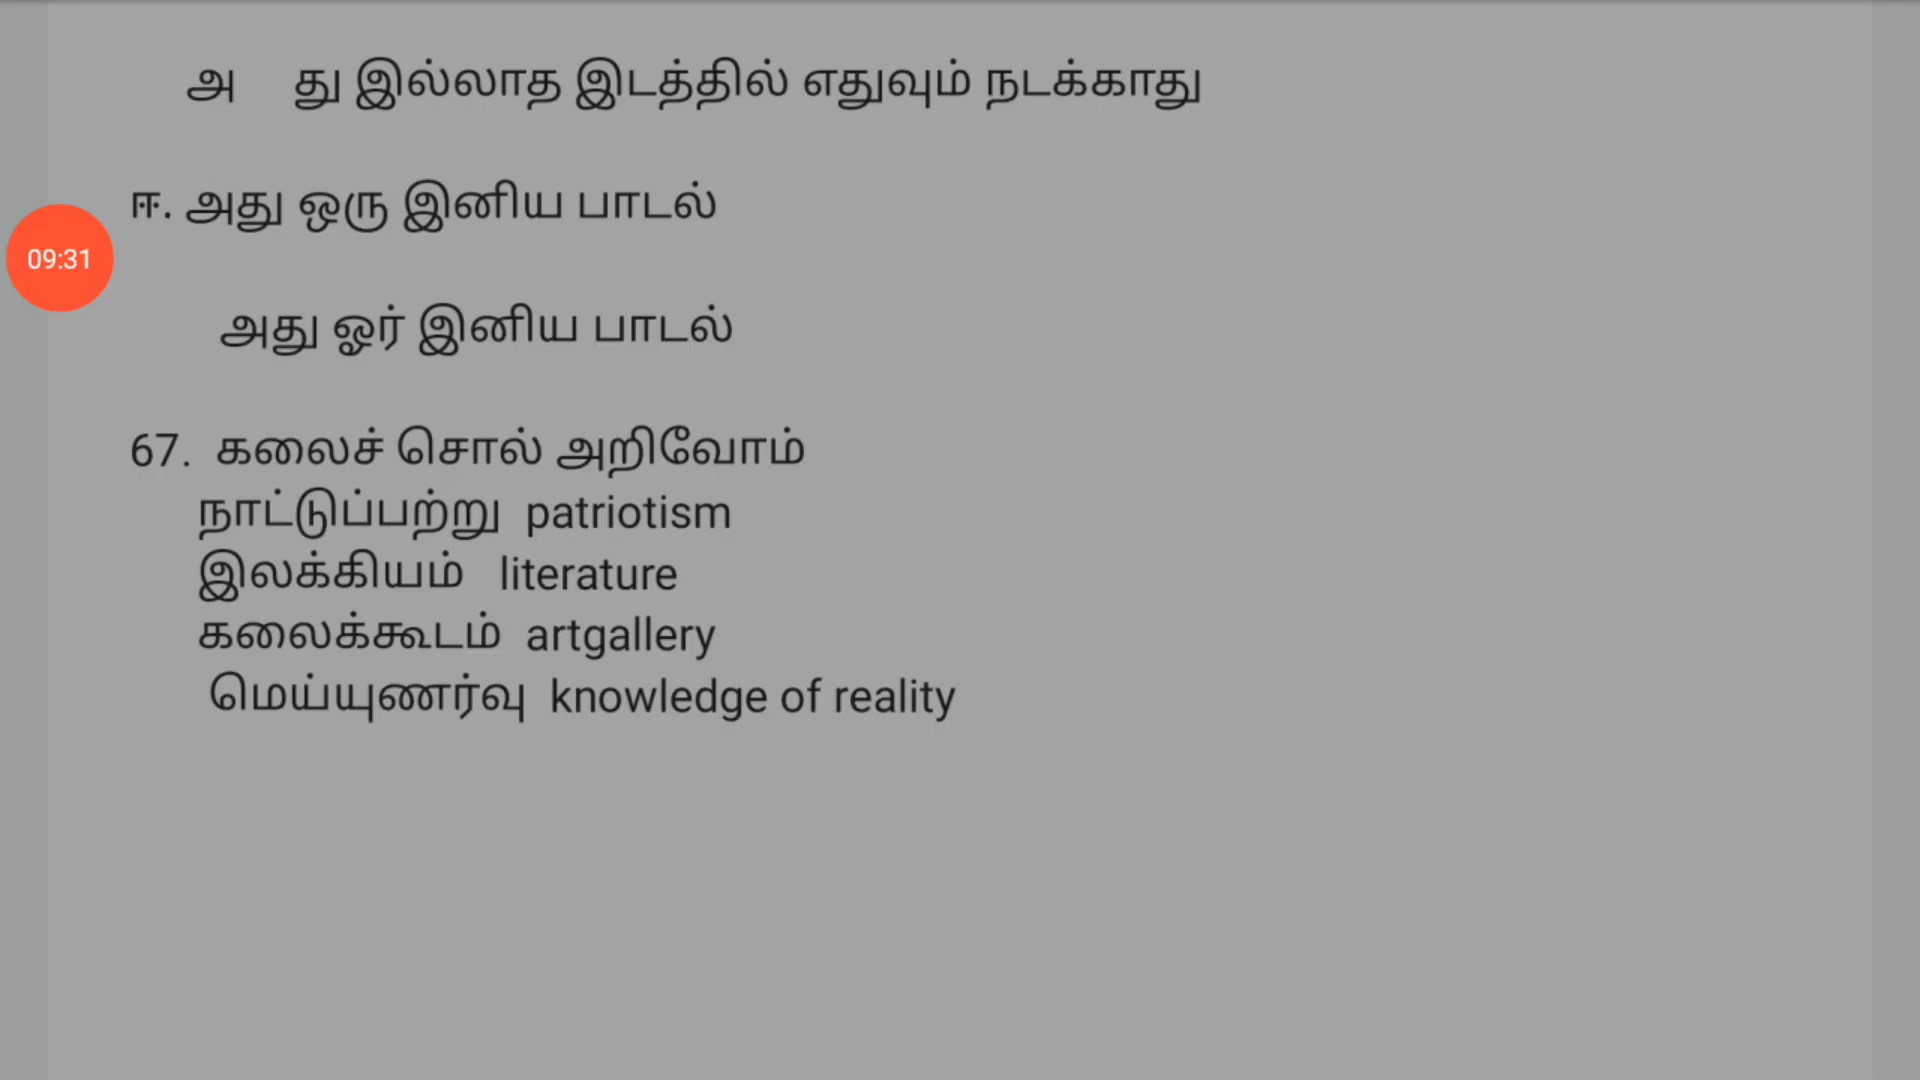 அ து இல்லாத இடத்தில் எதுவும் நடக்காது
ஈ. அது ஒரு இனிய பாடல்
09:31
அது ஓர் இனிய பாடல்
67. கலைச் சொல் அறிவோம்
நாட்டுப்பற்று patriotism
இலக்கியம் literature
கலைக்கூடம் artgallery
மெய்யுணர்வு knowledge of reality